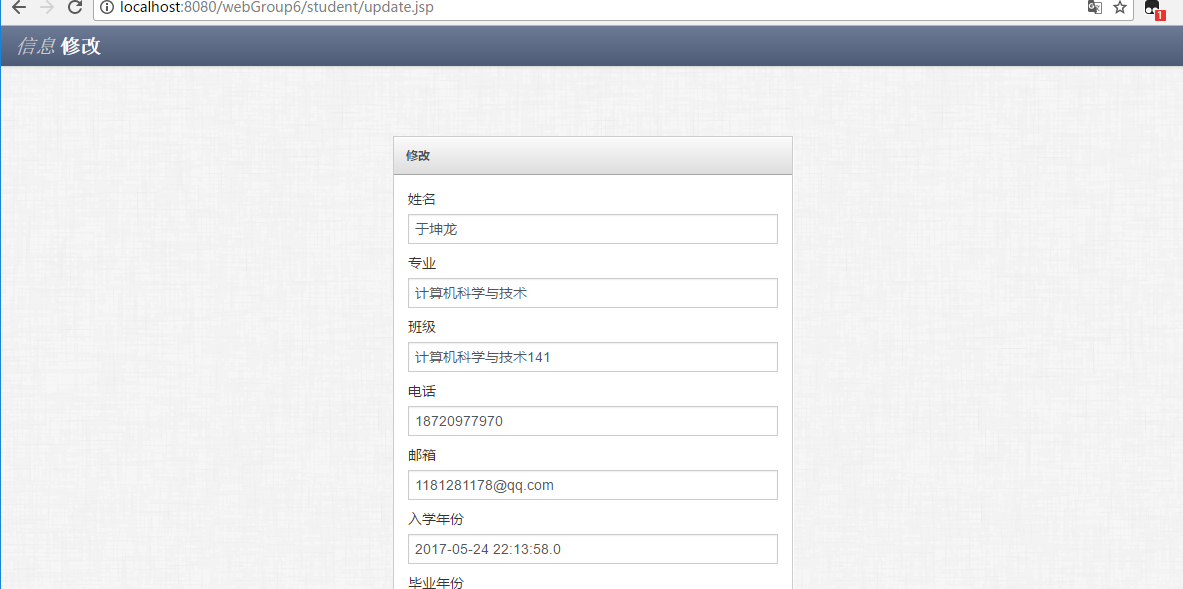 localhost:8080/webGroup6/student/update.jsp
1
信息 修改
修改
姓名
于坤龙
专业
计算机科学与技术
班级
计算机科学与技术141
电话
18720977970
邮箱
1181281178@qq.com
入学年份
2017-05-24 22:13:58.0
毕业年份